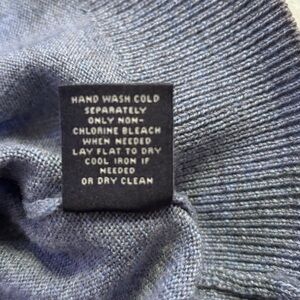 HAND WASH COLD
SEPARATELY
ONLY NON-
CHLORINE BLEACH
WHEN NEEDED
LAY FLAT TO DRY
COOL IRON IF
NEEDED
OR DRY CLEAN